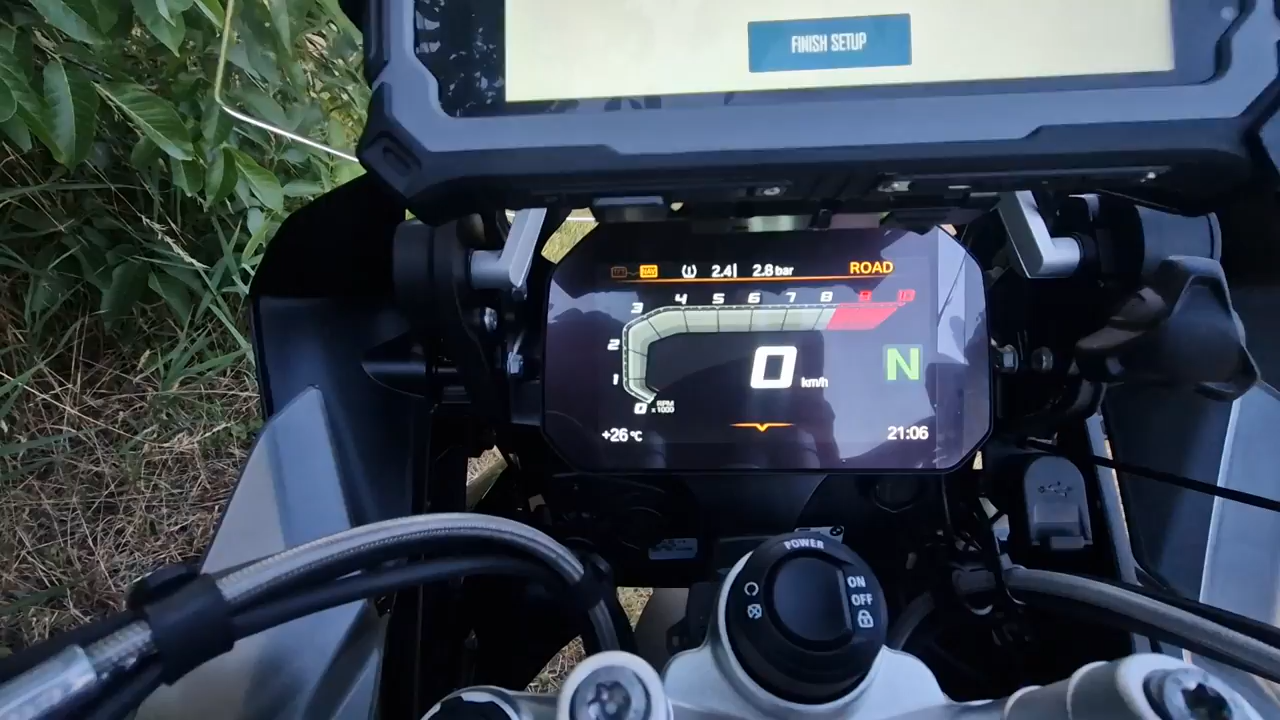 FINISH SETUP
2.4| 2.8 bar ROAD
3 4 5 6 7 8 9 10
2
1
0 RPM x1000
0 km/h N
+26°C 21:06
POWER
ON
OFF